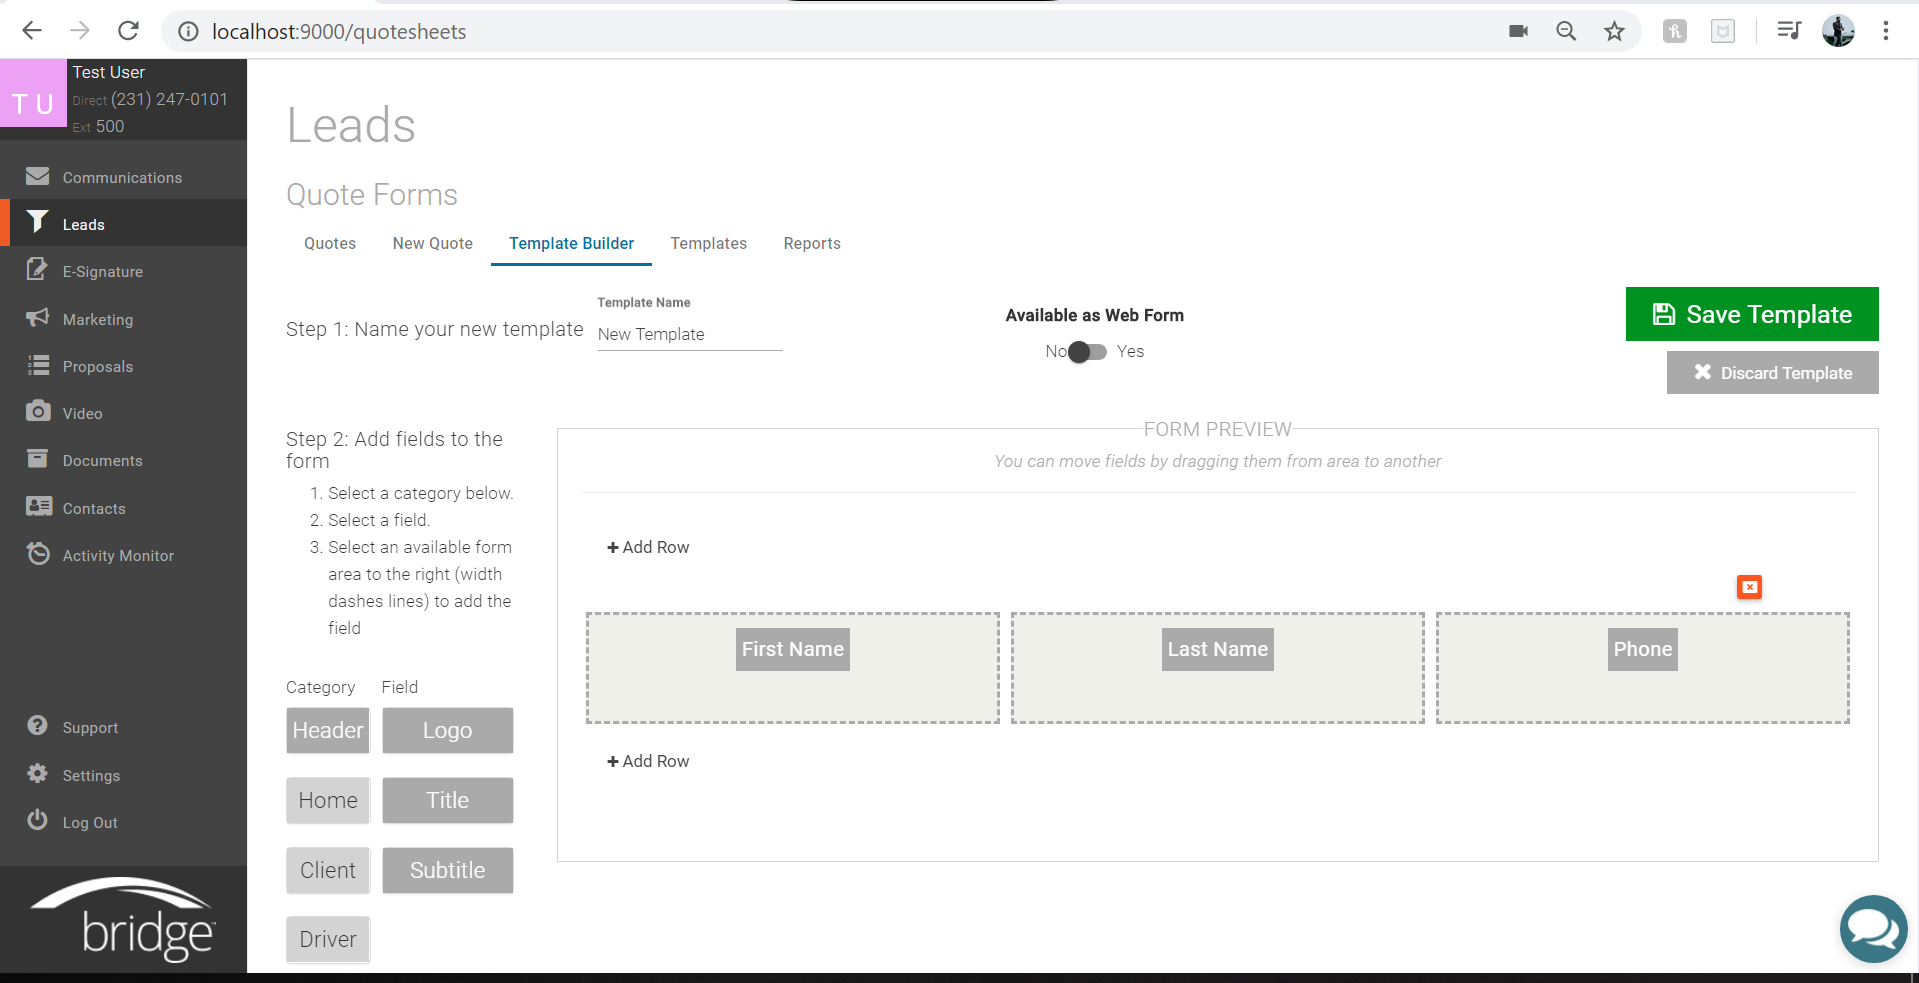 localhost:9000/quotesheets
T U
Test User
Direct (231) 247-0101
Ext 500
Communications
Leads
E-Signature
Marketing
Proposals
Video
Documents
Contacts
Activity Monitor
Support
Settings
Log Out
bridge
Leads
Quote Forms
Quotes New Quote Template Builder Templates Reports
Step 1: Name your new template
Template Name
New Template
Available as Web Form
No Yes
Save Template
Discard Template
Step 2: Add fields to the
form
1. Select a category below.
2. Select a field.
3. Select an available form
area to the right (width
dashes lines) to add the
field
Category Field
Header Logo
Home Title
Client Subtitle
Driver
FORM PREVIEW
You can move fields by dragging them from area to another
+ Add Row
First Name Last Name Phone
+ Add Row